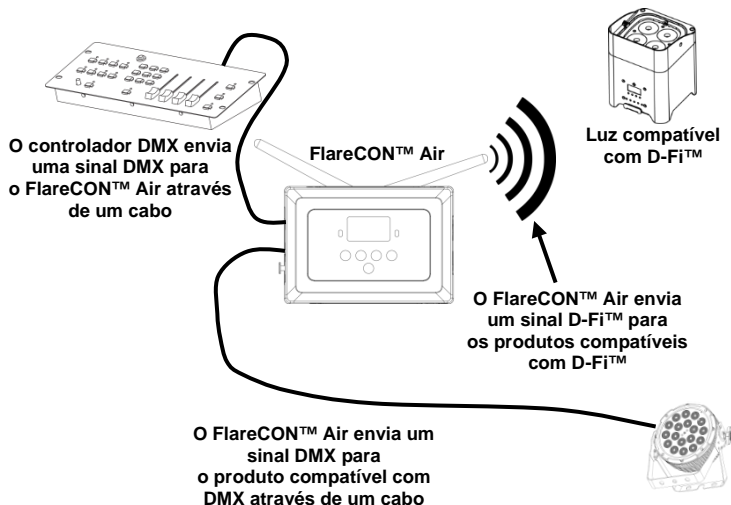 O controlador DMX envia
uma sinal DMX para
o FlareCON™ Air através
de um cabo
FlareCON™ Air
Luz compatível
com D-Fi™
O FlareCON™ Air envia
um sinal D-Fi™ para
os produtos compatíveis
com D-Fi™
O FlareCON™ Air envia um
sinal DMX para
o produto compatível com
DMX através de um cabo